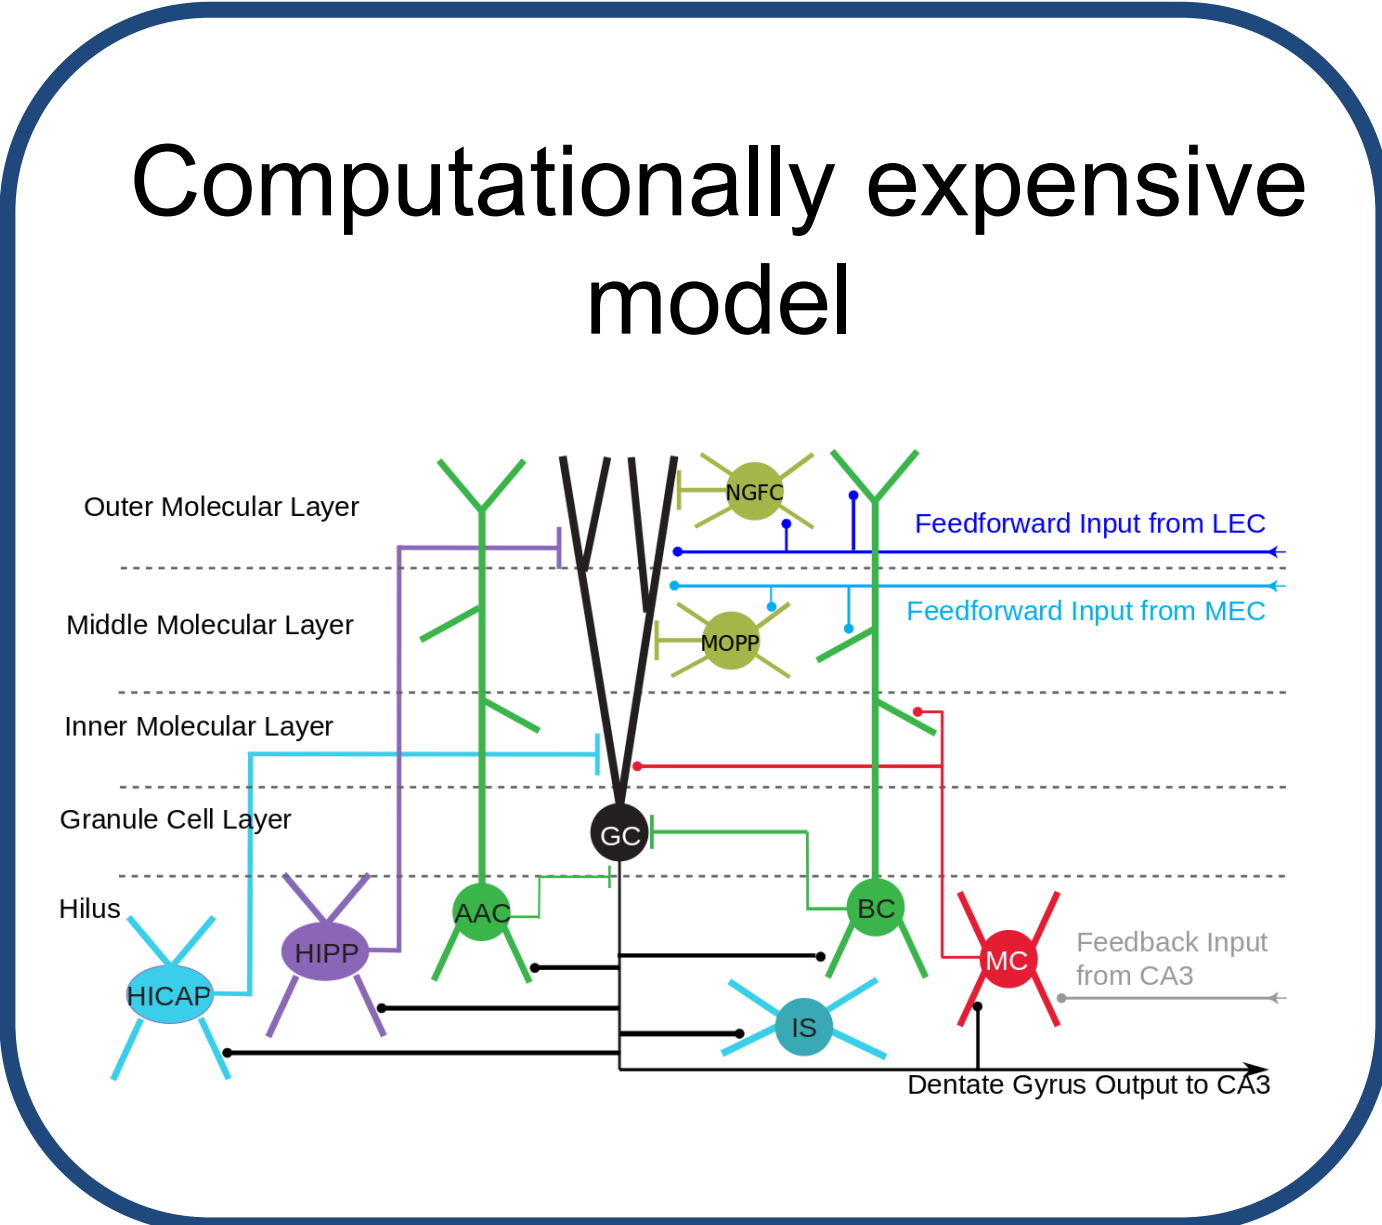 Computationally expensive
model
Outer Molecular Layer
NGFC
Feedforward Input from LEC
Feedforward Input from MEC
Middle Molecular Layer
MOPP
Inner Molecular Layer
Granule Cell Layer
GC
Hilus
AAC
BC
HIPP
MC
Feedback Input
from CA3
HICAP
IS
Dentate Gyrus Output to CA3